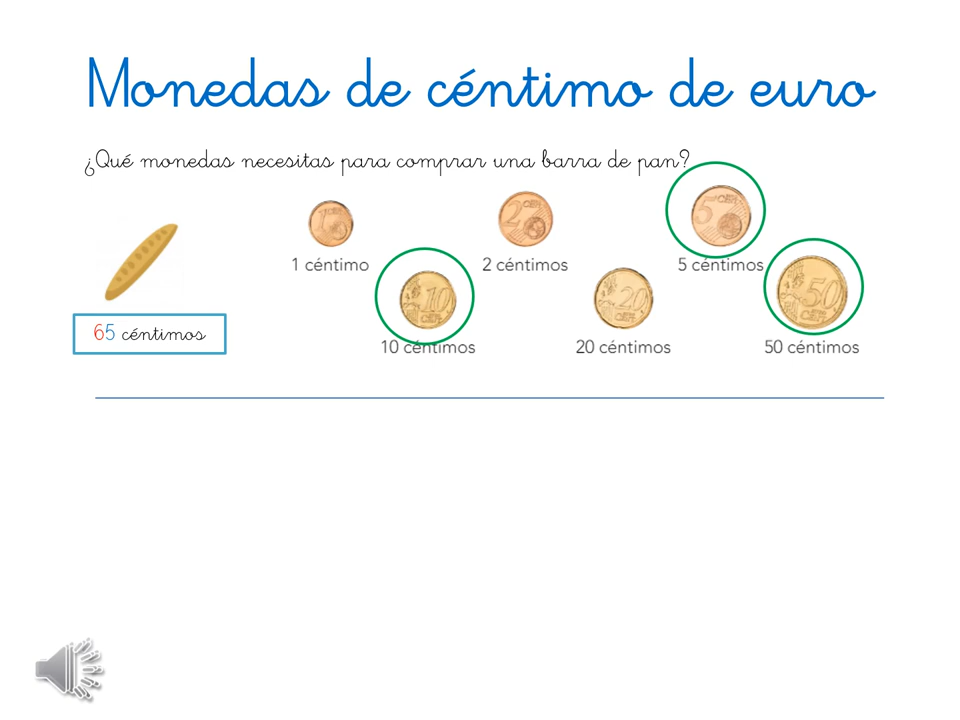 Monedas de céntimo de euro
¿Qué monedas necesitas para comprar una barra de pan?
1 céntimo
2 céntimos
5 céntimos
65 céntimos
10 céntimos
20 céntimos
50 céntimos